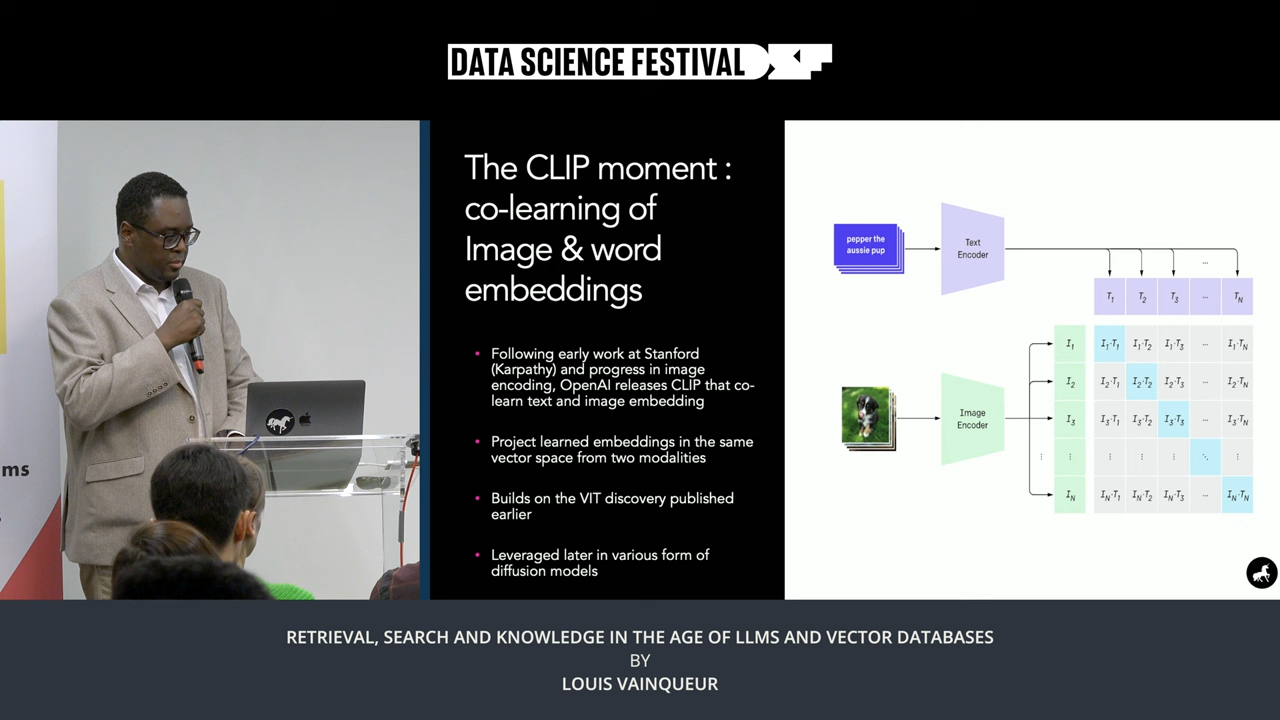 DATA SCIENCE FESTIVAL
ms
The CLIP moment :
co-learning of
Image & word
embeddings
• Following early work at Stanford
(Karpathy) and progress in image
encoding, OpenAI releases CLIP that co-
learn text and image embedding
• Project learned embeddings in the same
vector space from two modalities
• Builds on the VIT discovery published
earlier
• Leveraged later in various form of
diffusion models
pepper the
aussie pup
Text
Encoder
...
T1 T2 T3 ... TN
Image
Encoder
I1 I1·T1 I1·T2 I1·T3 ... I1·TN
I2 I2·T1 I2·T2 I2·T3 ... I2·TN
I3 I3·T1 I3·T2 I3·T3 ... I3·TN
⋮ ⋮ ⋮ ⋮ ⋮ ⋱ ⋮
IN IN·T1 IN·T2 IN·T3 ... IN·TN
RETRIEVAL, SEARCH AND KNOWLEDGE IN THE AGE OF LLMS AND VECTOR DATABASES
BY
LOUIS VAINQUEUR